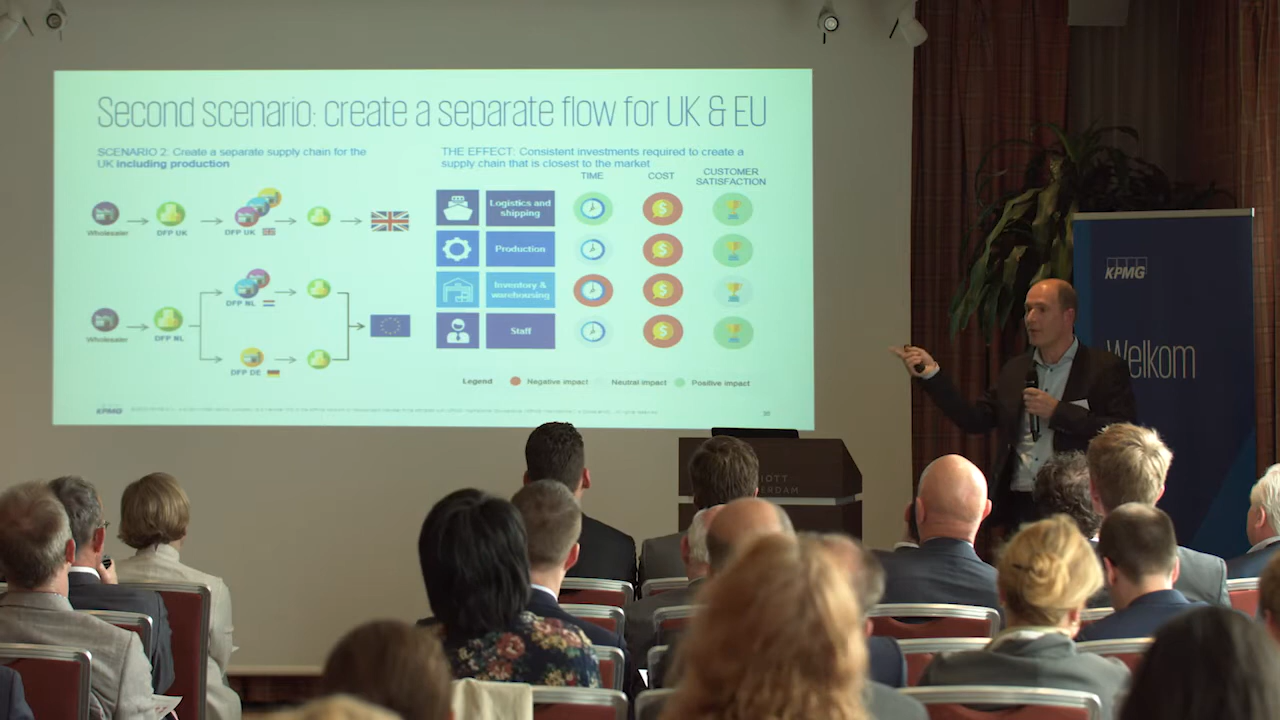 Second scenario: create a separate flow for UK & EU
SCENARIO 2: Create a separate supply chain for the
UK including production
THE EFFECT: Consistent investments required to create a
supply chain that is closest to the market
TIME
COST
CUSTOMER
SATISFACTION
Wholesaler
DFP UK
DFP UK
Logistics and
shipping
Production
DFP NL
Inventory &
warehousing
Wholesaler
DFP NL
Staff
DFP DE
Legend
Negative impact
Neutral impact
Positive impact
KPMG
KPMG
Welkom